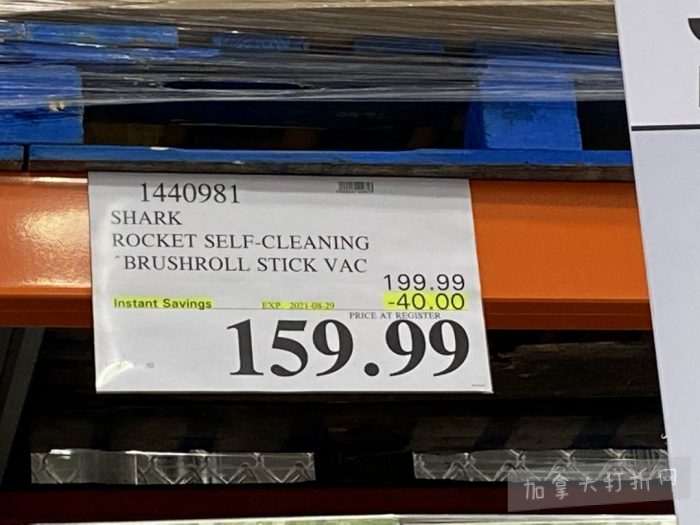 1440981
SHARK
ROCKET SELF-CLEANING
BRUSHROLL STICK VAC
199.99
Instant Savings EXP. 2021-08-29 -40.00
PRICE AT REGISTER
159.99
加拿大打折网